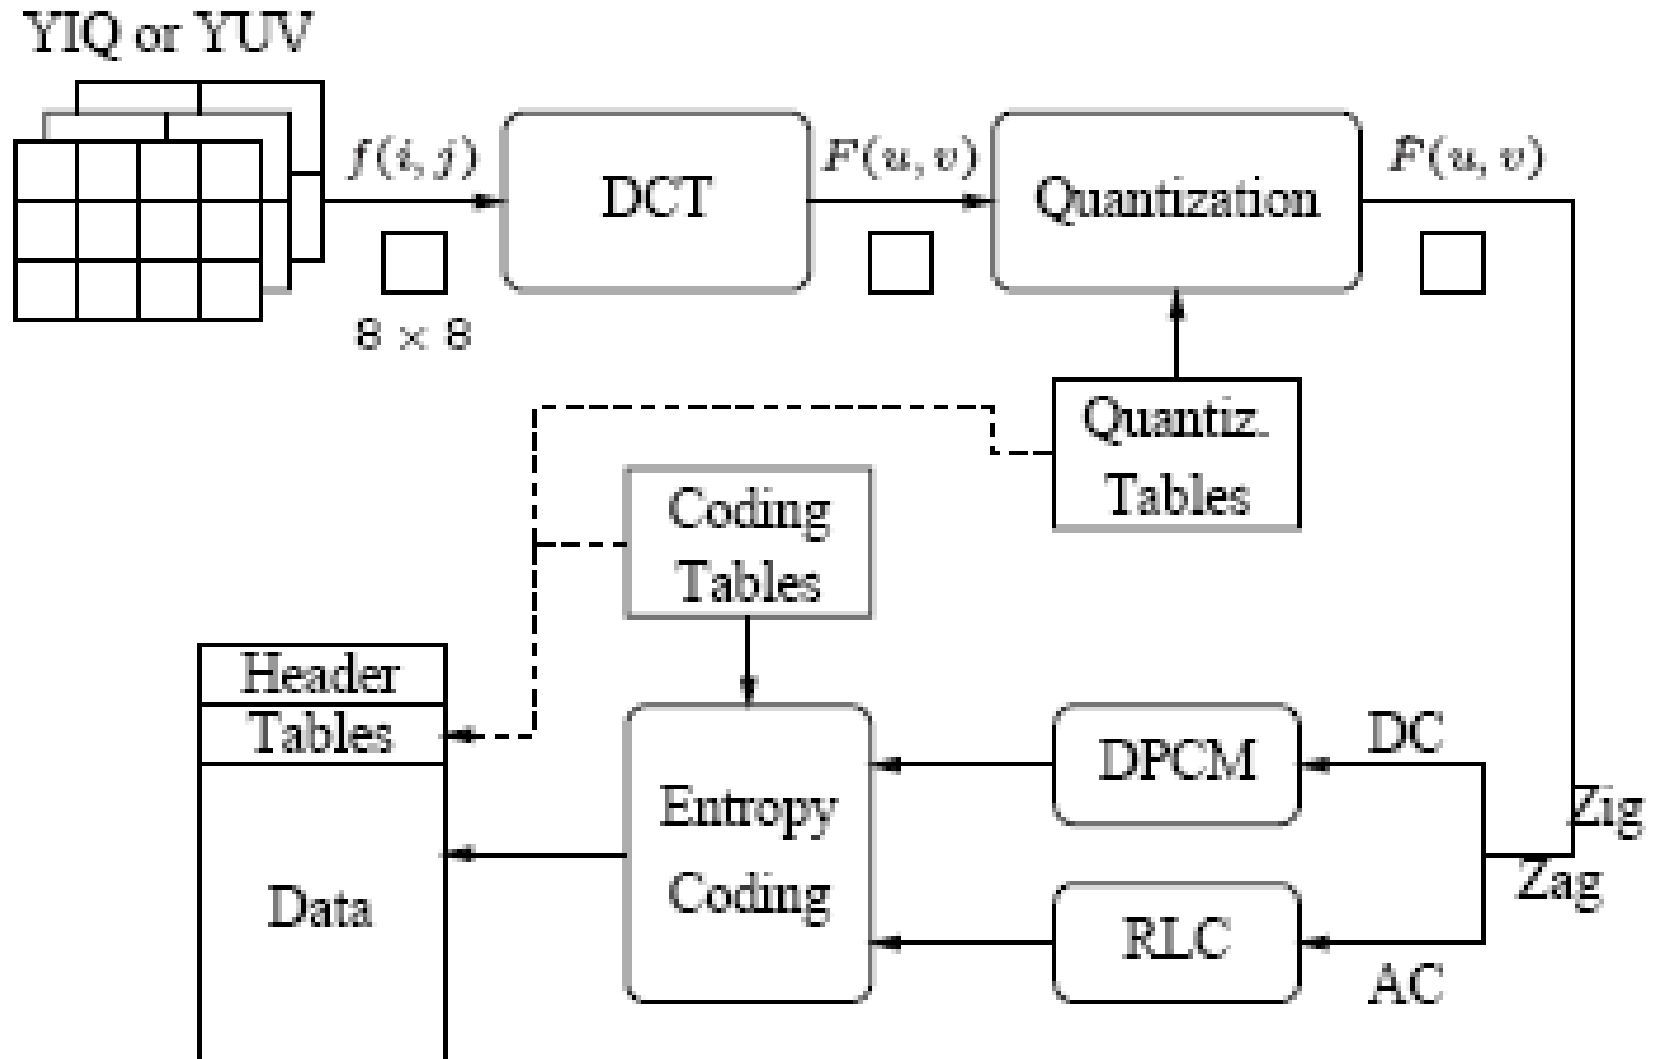 YIQ or YUV
f(i, j)
DCT
F(u, v)
Quantization
F̂(u, v)
8 × 8
Quantiz.
Tables
Coding
Tables
Header
Tables
Data
Entropy
Coding
DPCM
DC
RLC
AC
Zig
Zag